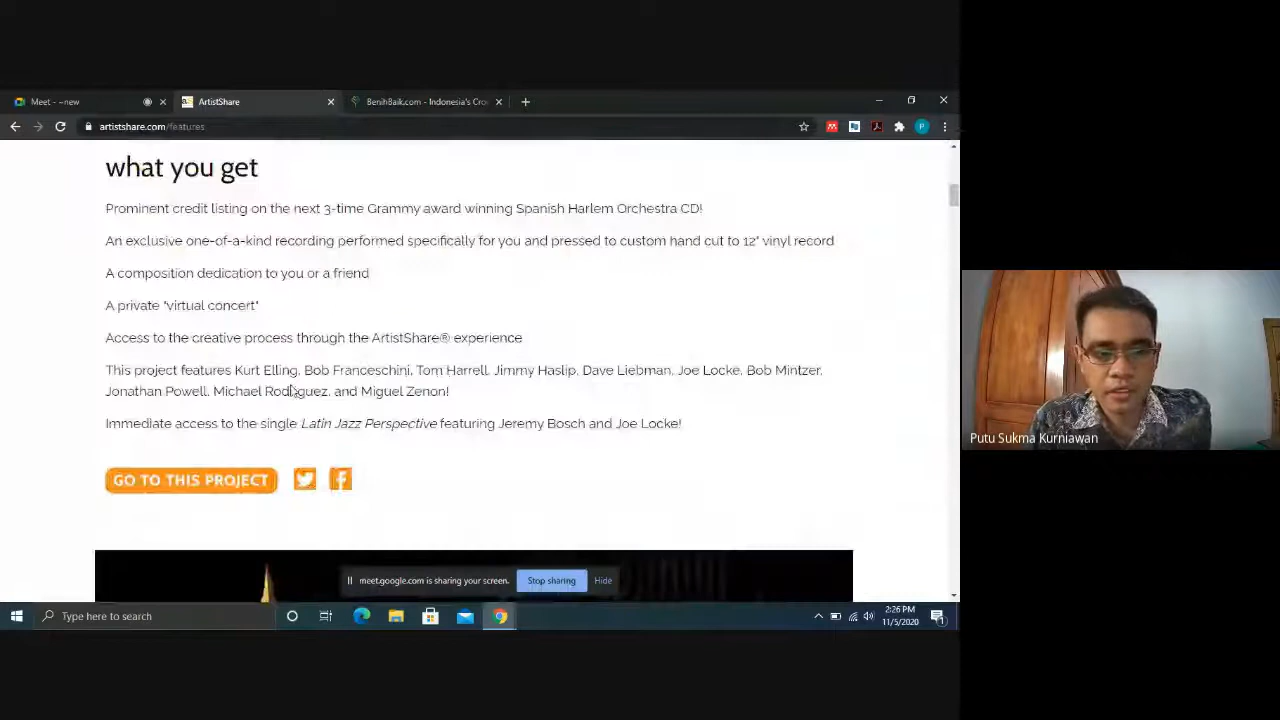 Meet - ~new
ArtistShare
BenihBaik.com - Indonesia's Cro
artistshare.com/features
what you get
Prominent credit listing on the next 3-time Grammy award winning Spanish Harlem Orchestra CD!
An exclusive one-of-a-kind recording performed specifically for you and pressed to custom hand cut to 12" vinyl record
A composition dedication to you or a friend
A private "virtual concert"
Access to the creative process through the ArtistShare® experience
This project features Kurt Elling, Bob Franceschini, Tom Harrell, Jimmy Haslip, Dave Liebman, Joe Locke, Bob Mintzer,
Jonathan Powell, Michael Rodriguez, and Miguel Zenon!
Immediate access to the single Latin Jazz Perspective featuring Jeremy Bosch and Joe Locke!
GO TO THIS PROJECT
meet.google.com is sharing your screen.
Stop sharing
Hide
Type here to search
2:26 PM
11/5/2020
Putu Sukma Kurniawan